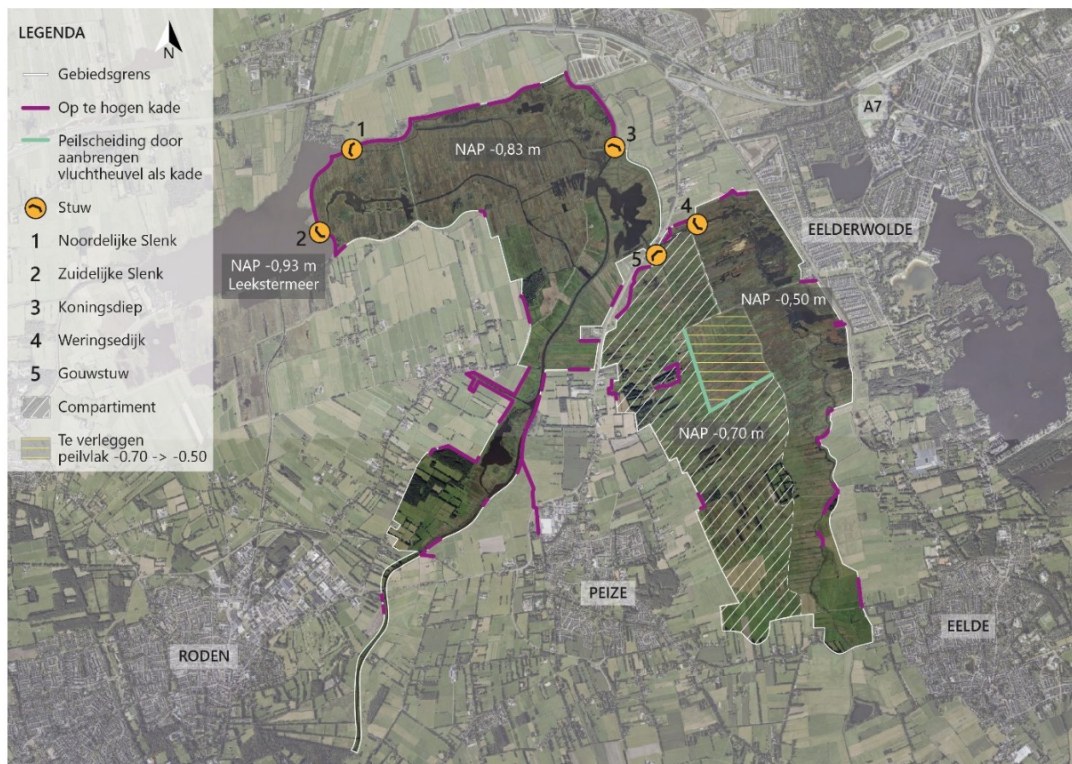 LEGENDA
N
Gebiedsgrens
Op te hogen kade
Peilscheiding door
aanbrengen
vluchtheuvel als kade
Stuw
1 Noordelijke Slenk
2 Zuidelijke Slenk
3 Koningsdiep
4 Weringsedijk
5 Gouwstuw
Compartiment
Te verleggen
peilvlak -0.70 -> -0.50
1
NAP -0,83 m
3
A7
2
4
EELDERWOLDE
5
NAP -0,93 m
Leekstermeer
NAP -0,50 m
NAP -0,70 m
PEIZE
EELDE
RODEN